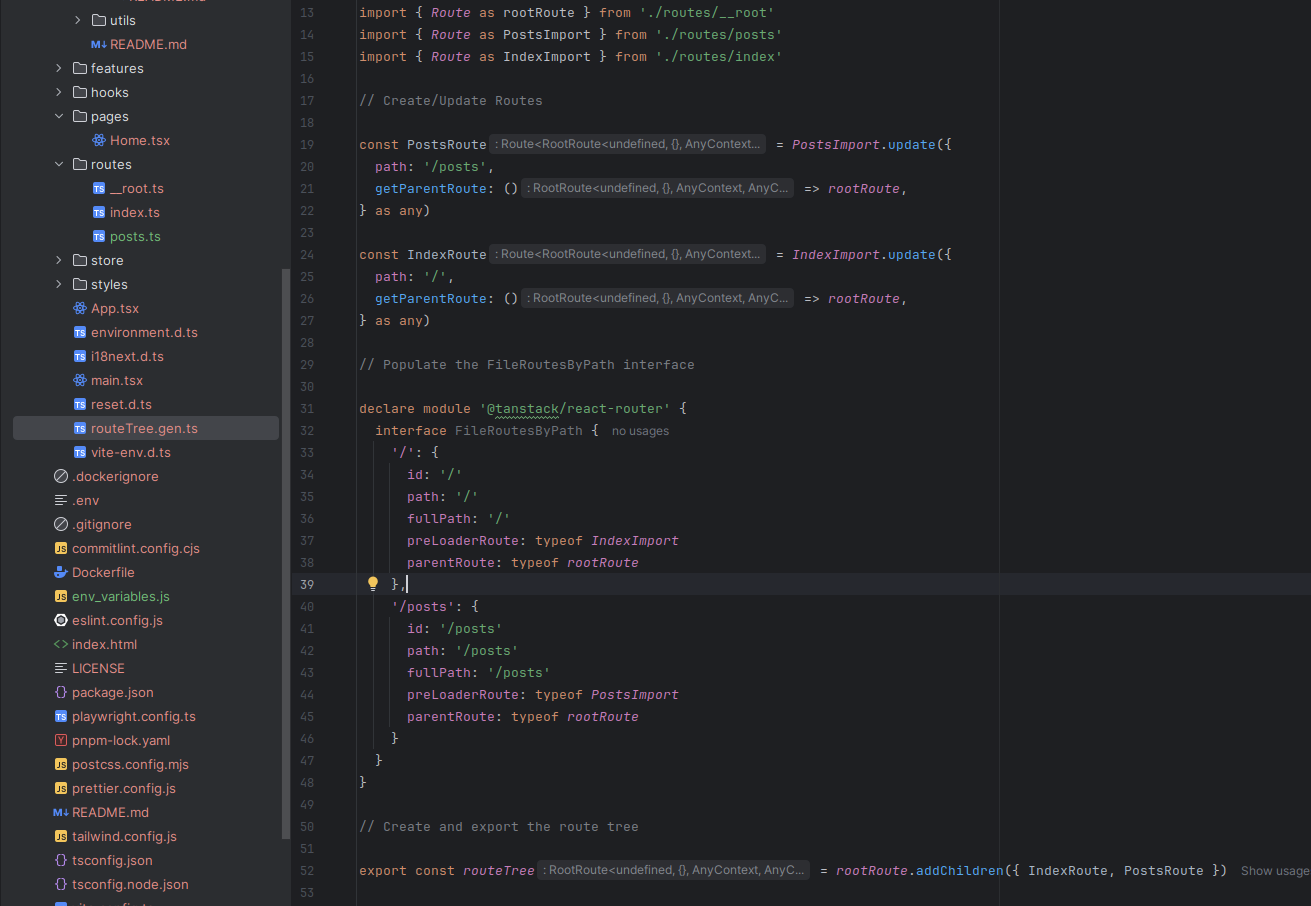 utils
README.md
features
hooks
pages
Home.tsx
routes
__root.ts
index.ts
posts.ts
store
styles
App.tsx
environment.d.ts
i18next.d.ts
main.tsx
reset.d.ts
routeTree.gen.ts
vite-env.d.ts
.dockerignore
.env
.gitignore
commitlint.config.cjs
Dockerfile
env_variables.js
eslint.config.js
index.html
LICENSE
package.json
playwright.config.ts
pnpm-lock.yaml
postcss.config.mjs
prettier.config.js
README.md
tailwind.config.js
tsconfig.json
tsconfig.node.json
13 import { Route as rootRoute } from './routes/__root'
14 import { Route as PostsImport } from './routes/posts'
15 import { Route as IndexImport } from './routes/index'
16
17 // Create/Update Routes
18
19 const PostsRoute : Route<RootRoute<undefined, {}, AnyContext... = PostsImport.update({
20 path: '/posts',
21 getParentRoute: () : RootRoute<undefined, {}, AnyContext, AnyC... => rootRoute,
22 } as any)
23
24 const IndexRoute : Route<RootRoute<undefined, {}, AnyContext... = IndexImport.update({
25 path: '/',
26 getParentRoute: () : RootRoute<undefined, {}, AnyContext, AnyC... => rootRoute,
27 } as any)
28
29 // Populate the FileRoutesByPath interface
30
31 declare module '@tanstack/react-router' {
32 interface FileRoutesByPath { no usages
33 '/': {
34 id: '/'
35 path: '/'
36 fullPath: '/'
37 preLoaderRoute: typeof IndexImport
38 parentRoute: typeof rootRoute
39 },
40 '/posts': {
41 id: '/posts'
42 path: '/posts'
43 fullPath: '/posts'
44 preLoaderRoute: typeof PostsImport
45 parentRoute: typeof rootRoute
46 }
47 }
48 }
49
50 // Create and export the route tree
51
52 export const routeTree : RootRoute<undefined, {}, AnyContext, AnyC... = rootRoute.addChildren({ IndexRoute, PostsRoute }) Show usage
53